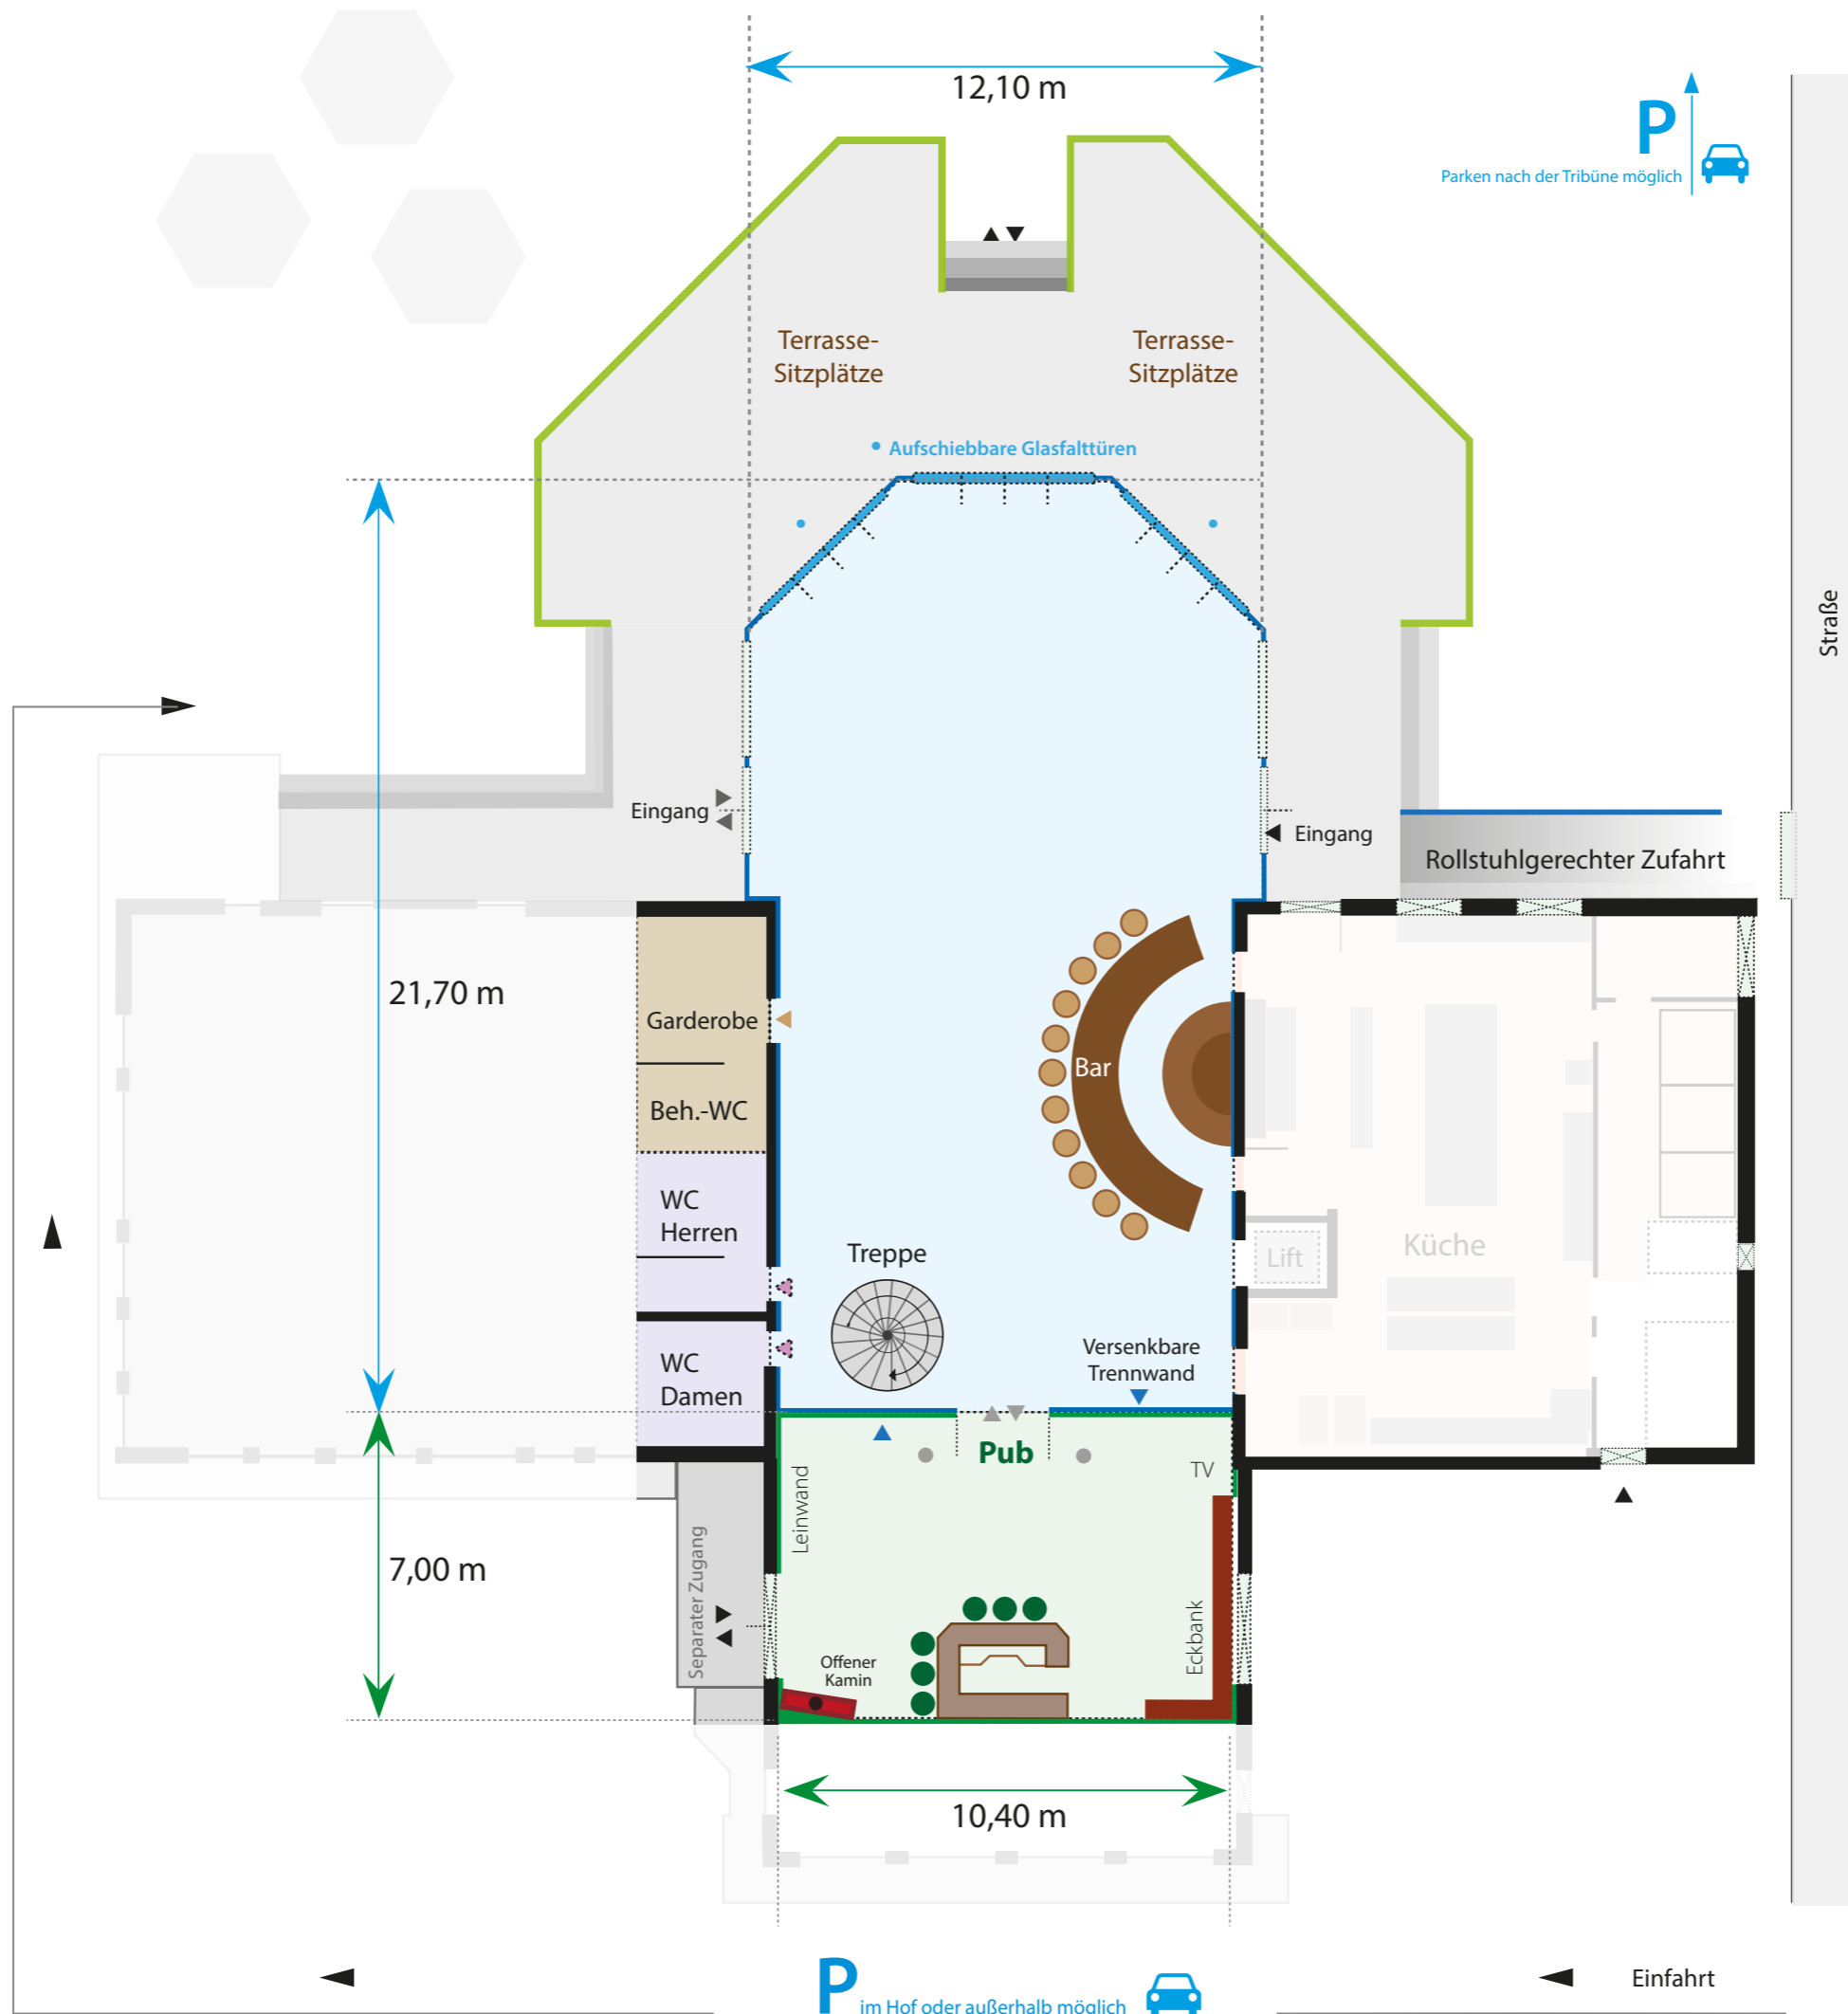 12,10 m
P
Parken nach der Tribüne möglich
Terrasse-
Sitzplätze
Terrasse-
Sitzplätze
Aufschiebbare Glasfalttüren
Straße
Eingang
Eingang
Rollstuhlgerechter Zufahrt
21,70 m
Garderobe
Bar
Beh.-WC
WC
Herren
Treppe
Lift
Küche
Versenkbare
Trennwand
WC
Damen
Pub
TV
Leinwand
7,00 m
Separater Zugang
Eckbank
Offener
Kamin
10,40 m
P im Hof oder außerhalb möglich
Einfahrt